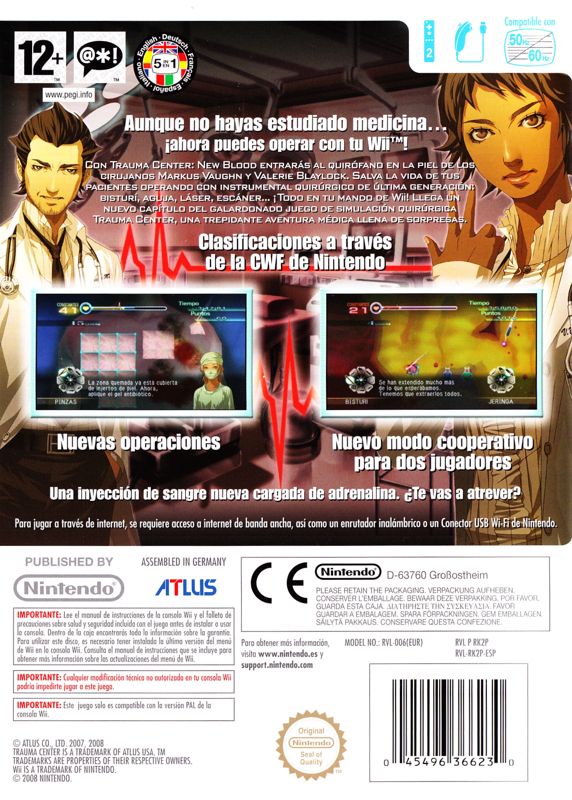 Compatible con
50Hz
60Hz
2
12+
™
@*!
™
www.pegi.info
English • Deutsch • Français • Español • Italiano
5 IN 1
Aunque no hayas estudiado medicina...
¡ahora puedes operar con tu Wii™!
Con Trauma Center: New Blood entrarás al quirófano en la piel de los
cirujanos Markus Vaughn y Valerie Blaylock. Salva la vida de tus
pacientes operando con instrumental quirúrgico de última generación:
bisturí, aguja, láser, escáner... ¡Todo en tu mando de Wii! Llega
un nuevo capítulo del galardonado juego de simulación quirúrgica
Trauma Center, una trepidante aventura médica llena de sorpresas.
Clasificaciones a través
de la CWF de Nintendo
CONSTANTES
41
Tiempo
Puntos
La zona quemada ya está cubierta
de injertos de piel. Ahora,
aplique el gel antibiótico.
PINZAS
CONSTANTES
21
Tiempo
Puntos
Se han extendido mucho más
de lo que esperábamos.
Tenemos que extraerlos todos.
BISTURÍ
JERINGA
Nuevas operaciones
Nuevo modo cooperativo
para dos jugadores
Una inyección de sangre nueva cargada de adrenalina. ¿Te vas a atrever?
Para jugar a través de internet, se requiere acceso a internet de banda ancha, así como un enrutador inalámbrico o un Conector USB Wi-Fi de Nintendo.
PUBLISHED BY
Nintendo®
ASSEMBLED IN GERMANY
ATLUS
CE
Nintendo®
D-63760 Großostheim
PLEASE RETAIN THE PACKAGING. VERPACKUNG AUFHEBEN.
CONSERVER L'EMBALLAGE. BEWAAR DEZE VERPAKKING. POR FAVOR,
GUARDA ESTA CAJA. ΔΙΑΤΗΡΗΣΤΕ ΤΗΝ ΣΥΣΚΕΥΑΣΙΑ. FAVOR
GUARDAR A EMBALAGEM. SPARA FÖRPACKNINGEN. GEM EMBALLAGEN.
SÄILYTÄ PAKKAUS. CONSERVARE QUESTA CONFEZIONE.
IMPORTANTE: Lee el manual de instrucciones de la consola Wii y el folleto de
precauciones sobre salud y seguridad incluido con el juego antes de instalar o usar
la consola. Dentro de la caja encontrarás toda la información sobre la garantía.
Para utilizar este disco, es necesario tener instalada la última versión del menú
de Wii en la consola Wii. Consulta el manual de instrucciones que se incluye para
obtener más información sobre las actualizaciones del menú de Wii.
IMPORTANTE: Cualquier modificación técnica no autorizada en tu consola Wii
podría impedirte jugar a este juego.
IMPORTANTE: Este juego solo es compatible con la versión PAL de la
consola Wii.
Para obtener más información,
visita www.nintendo.es y
support.nintendo.com
MODEL NO.: RVL-006(EUR)
RVL P RK2P
RVL-RK2P-ESP
Original
Nintendo®
Seal of
Quality
™
0 45496 36623 0
© ATLUS CO., LTD. 2007, 2008
TRAUMA CENTER IS A TRADEMARK OF ATLUS USA. TM
TRADEMARKS ARE PROPERTIES OF THEIR RESPECTIVE OWNERS.
Wii IS A TRADEMARK OF NINTENDO.
© 2008 NINTENDO.